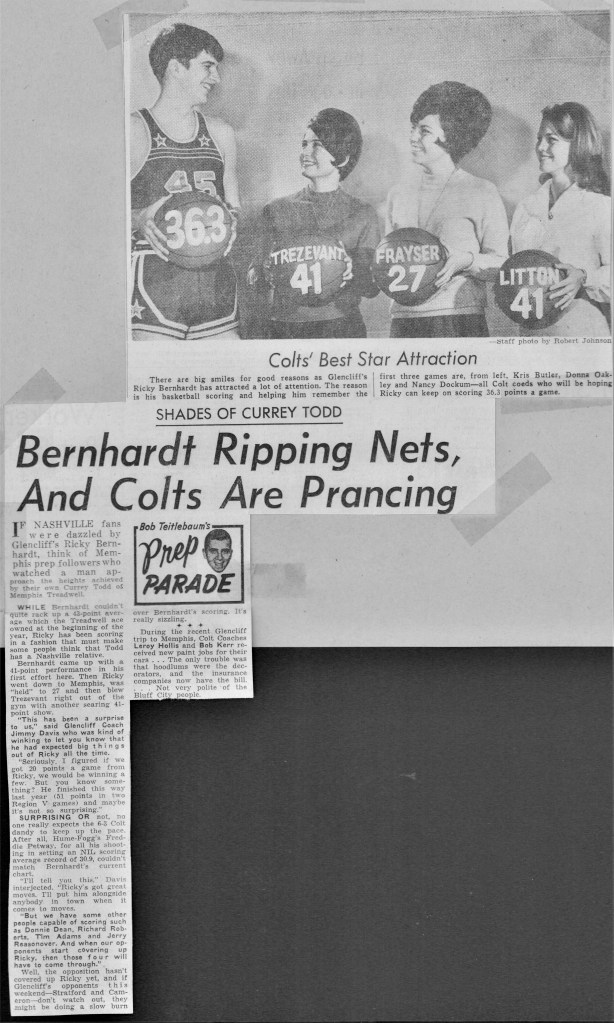 45
36.3
TREZEVANT
41
FRAYSER
27
LITTON
41
—Staff photo by Robert Johnson
Colts' Best Star Attraction
There are big smiles for good reasons as Glencliff's
Ricky Bernhardt has attracted a lot of attention. The reason
is his basketball scoring and helping him remember the
first three games are, from left, Kris Butler, Donna Oak-
ley and Nancy Dockum—all Colt coeds who will be hoping
Ricky can keep on scoring 36.3 points a game.
SHADES OF CURREY TODD
Bernhardt Ripping Nets,
And Colts Are Prancing
IF NASHVILLE fans
were dazzled by
Glencliff's Ricky Bern-
hardt, think of Mem-
phis prep followers who
watched a man ap-
proach the heights achieved
by their own Currey Todd of
Memphis Treadwell.
WHILE Bernhardt couldn't
quite rack up a 43-point aver-
age which the Treadwell ace
owned at the beginning of the
year, Ricky has been scoring
in a fashion that must make
some people think that Todd
has a Nashville relative.
Bernhardt came up with a
41-point performance in his
first effort here. Then Ricky
went down to Memphis, was
"held" to 27 and then blew
Trezevant right out of the
gym with another searing 41-
point show.
"This has been a surprise
to us," said Glencliff Coach
Jimmy Davis who was kind of
winking to let you know that
he had expected big things
out of Ricky all the time.
"Seriously, I figured if we
got 20 points a game from
Ricky, we would be winning a
few. But you know some-
thing? He finished this way
last year (51 points in two
Region V games) and maybe
it's not so surprising."
SURPRISING OR not, no
one really expects the 6-3 Colt
dandy to keep up the pace.
After all, Hume-Fogg's Fred-
die Petway, for all his shoot-
ing in setting an NIL scoring
average record of 30.9, couldn't
match Bernhardt's current
chart.
"I'll tell you this," Davis
interjected. "Ricky's got great
moves. I'll put him alongside
anybody in town when it
comes to moves.
"But we have some other
people capable of scoring such
as Donnie Dean, Richard Rob-
erts, Tim Adams and Jerry
Reasonover. And when our op-
ponents start covering up
Ricky, then those four will
have to come through."
Well, the opposition hasn't
covered up Ricky yet, and if
Glencliff's opponents this
weekend—Stratford and Cam-
eron—don't watch out, they
might be doing a slow burn
Bob Teitlebaum's
Prep
PARADE
over Bernhardt's scoring. It's
really sizzling.
+ + +
During the recent Glencliff
trip to Memphis, Colt Coaches
Leroy Hollis and Bob Kerr re-
ceived new paint jobs for their
cars . . . The only trouble was
that hoodlums were the dec-
orators, and the insurance
companies now have the bill.
. . . Not very polite of the
Bluff City people.